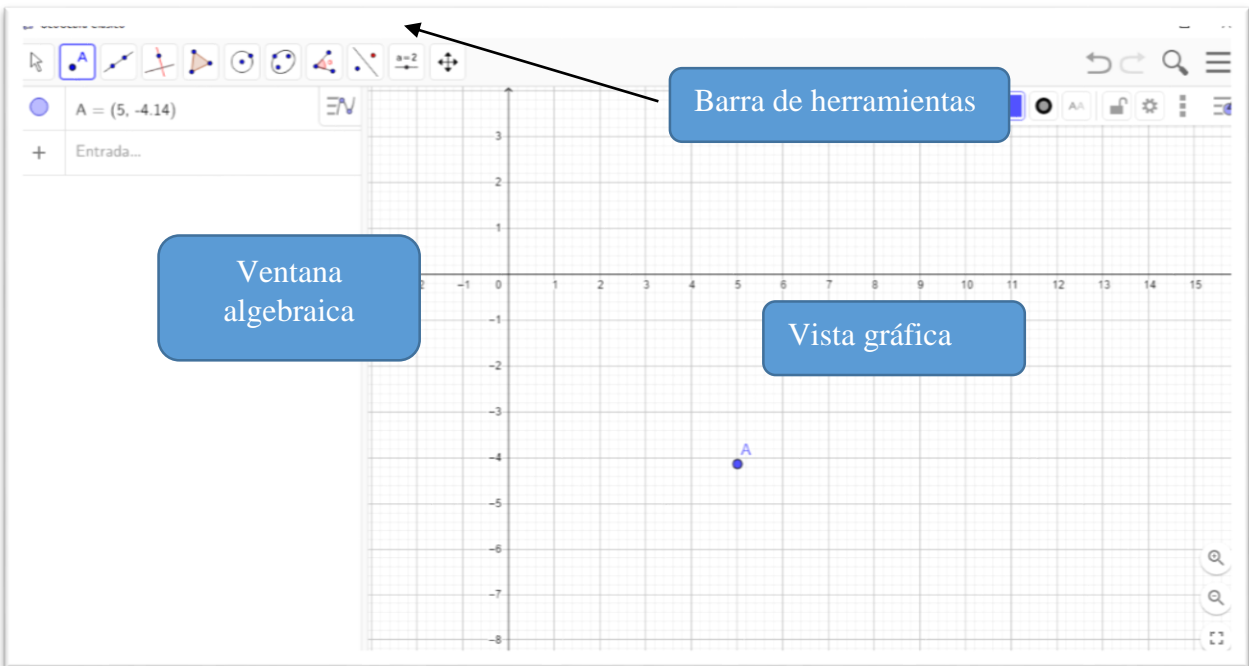 a=2
Barra de herramientas
A = (5, -4.14)
AA
Entrada...
3
2
1
Ventana
algebraica
-1 0 1 2 3 4 5 6 7 8 9 10 11 12 13 14 15
-1
Vista gráfica
-2
-3
A
-4
-5
-6
-7
-8